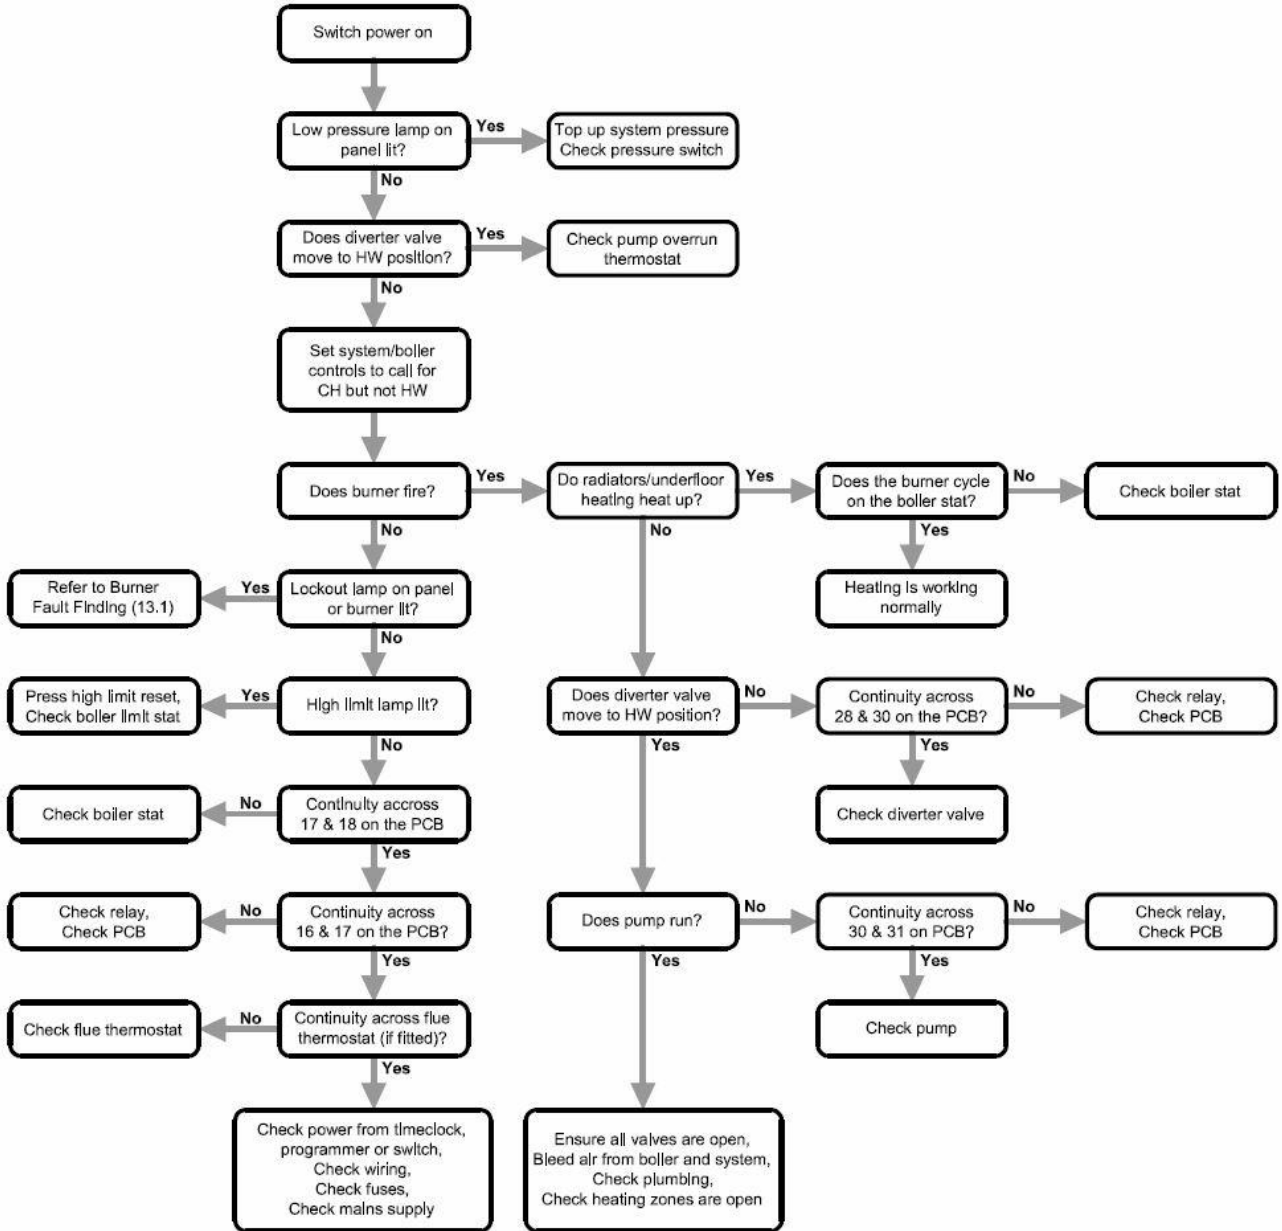 Switch power on
Low pressure lamp on
panel lit?
Yes
Top up system pressure
Check pressure switch
No
Does diverter valve
move to HW position?
Yes
Check pump overrun
thermostat
No
Set system/boiler
controls to call for
CH but not HW
Does burner fire?
Yes
Do radiators/underfloor
heating heat up?
Yes
Does the burner cycle
on the boiler stat?
No
Check boiler stat
No
No
Yes
Refer to Burner
Fault Finding (13.1)
Yes
Lockout lamp on panel
or burner lit?
Heating is working
normally
No
Press high limit reset,
Check boiler limit stat
Yes
High limit lamp lit?
Does diverter valve
move to HW position?
No
Continuity across
28 & 30 on the PCB?
No
Check relay,
Check PCB
No
Yes
Yes
Check boiler stat
No
Continuity accross
17 & 18 on the PCB
Check diverter valve
Yes
Check relay,
Check PCB
No
Continuity across
16 & 17 on the PCB?
Does pump run?
No
Continuity across
30 & 31 on PCB?
No
Check relay,
Check PCB
Yes
Yes
Yes
Check flue thermostat
No
Continuity across flue
thermostat (if fitted)?
Check pump
Yes
Check power from timeclock,
programmer or switch,
Check wiring,
Check fuses,
Check mains supply
Ensure all valves are open,
Bleed air from boiler and system,
Check plumbing,
Check heating zones are open